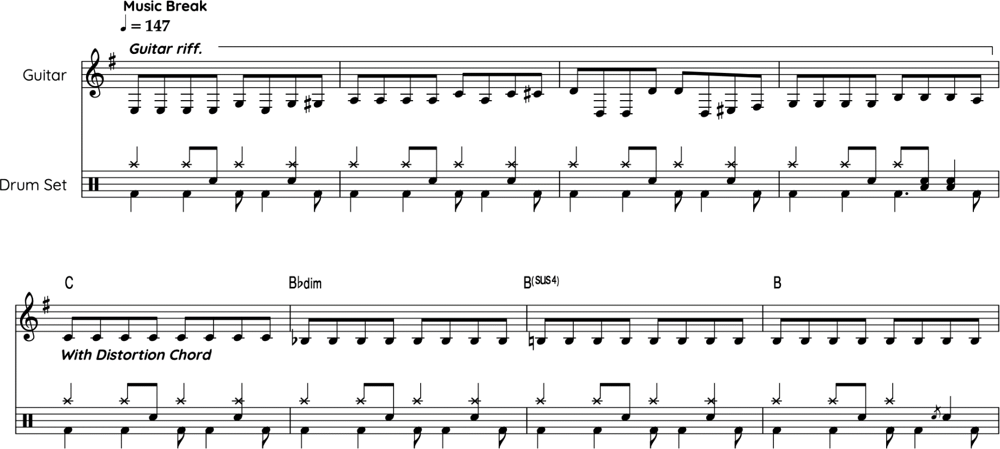 Music Break
♩ = 147
Guitar riff.
Guitar
Drum Set
C B♭dim B(sus4) B
With Distortion Chord